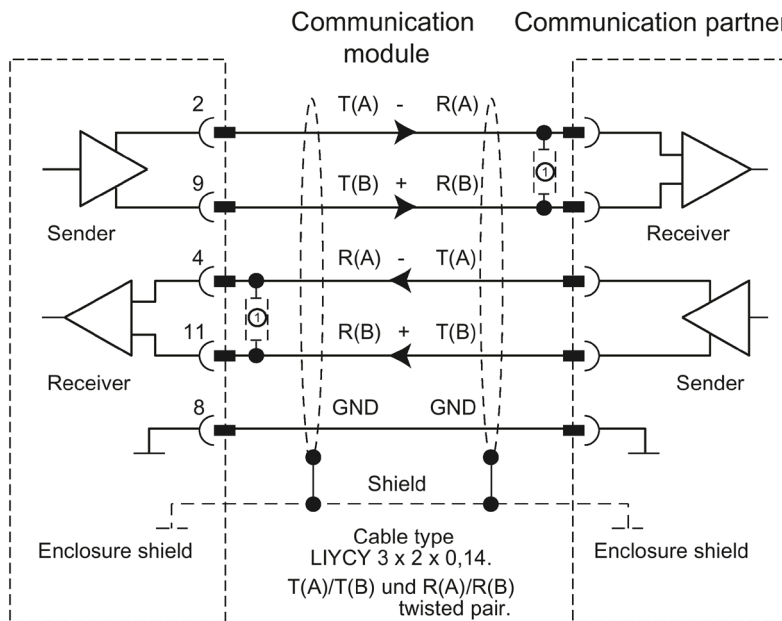 Communication module
Communication partner
2
T(A) - R(A)
1
9
T(B) + R(B)
Sender
Receiver
4
R(A) - T(A)
1
11
R(B) + T(B)
Receiver
Sender
8
GND GND
Shield
Enclosure shield
Enclosure shield
Cable type
LIYCY 3 x 2 x 0,14.
T(A)/T(B) und R(A)/R(B)
twisted pair.